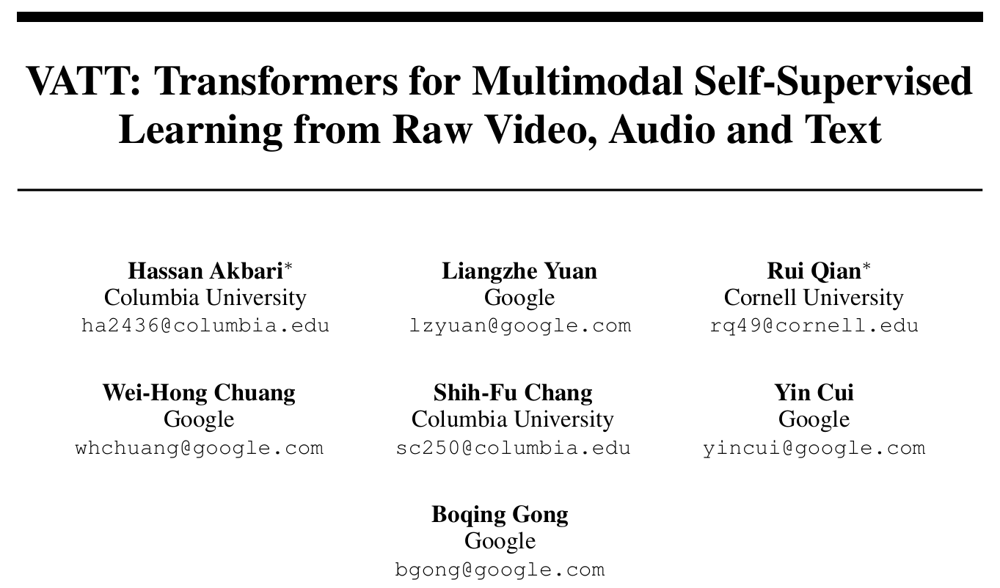 VATT: Transformers for Multimodal Self-Supervised
Learning from Raw Video, Audio and Text
Hassan Akbari*
Columbia University
ha2436@columbia.edu
Liangzhe Yuan
Google
lzyuan@google.com
Rui Qian*
Cornell University
rq49@cornell.edu
Wei-Hong Chuang
Google
whchuang@google.com
Shih-Fu Chang
Columbia University
sc250@columbia.edu
Yin Cui
Google
yincui@google.com
Boqing Gong
Google
bgong@google.com